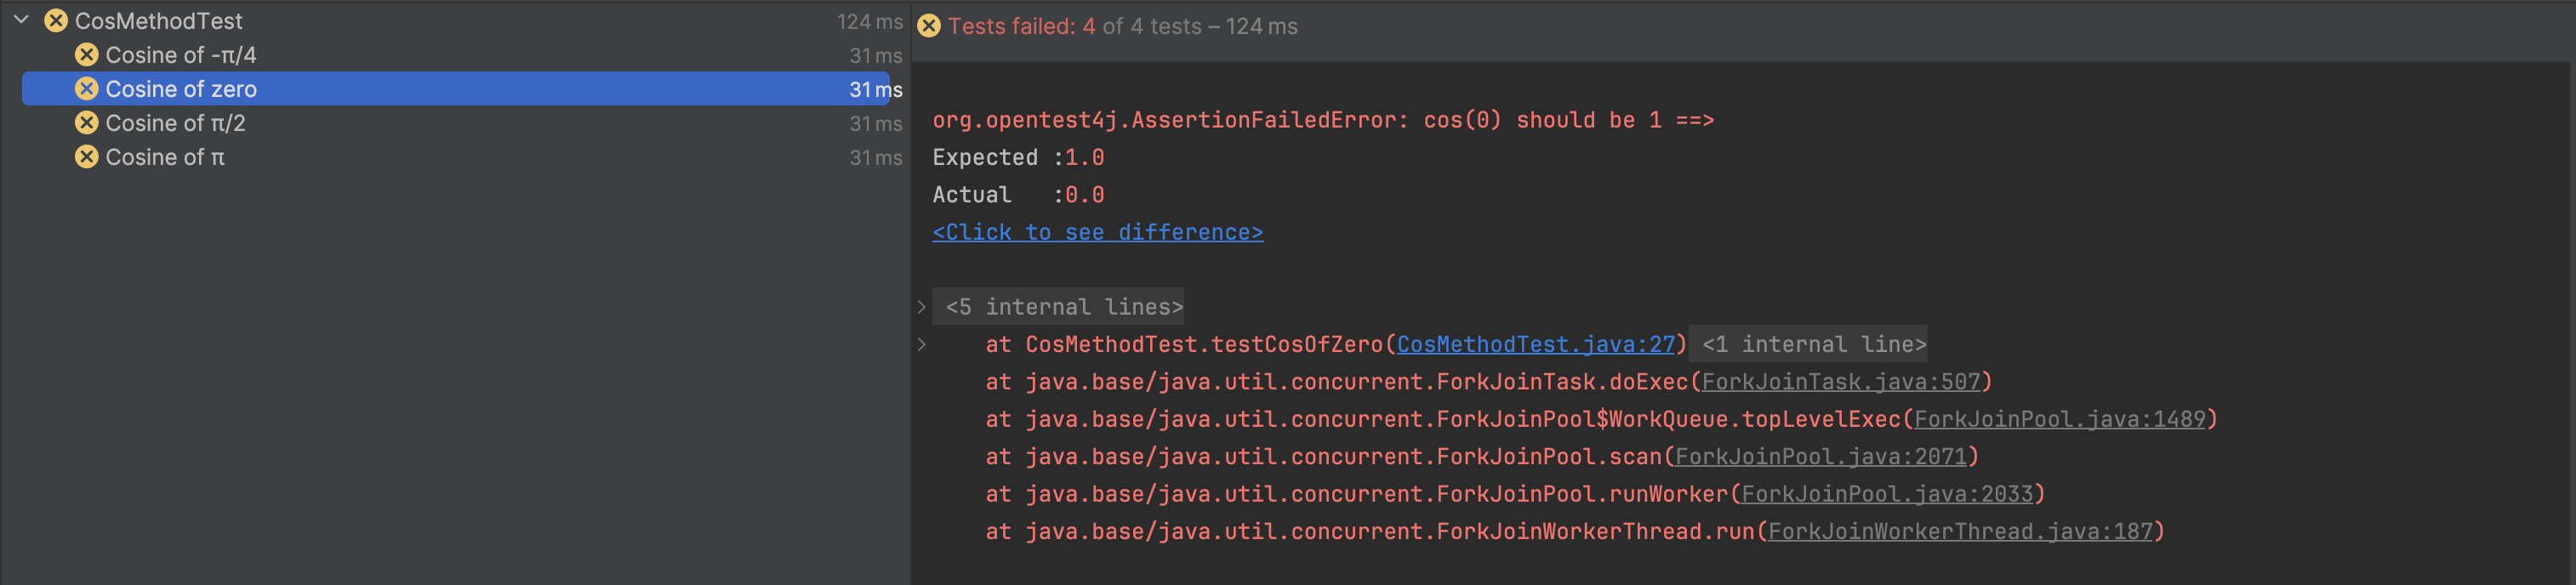 CosMethodTest 124 ms
Cosine of -π/4 31 ms
Cosine of zero 31 ms
Cosine of π/2 31 ms
Cosine of π 31 ms
Tests failed: 4 of 4 tests – 124 ms
org.opentest4j.AssertionFailedError: cos(0) should be 1 ==>
Expected :1.0
Actual   :0.0
<Click to see difference>
<5 internal lines>
at CosMethodTest.testCosOfZero(CosMethodTest.java:27) <1 internal line>
at java.base/java.util.concurrent.ForkJoinTask.doExec(ForkJoinTask.java:507)
at java.base/java.util.concurrent.ForkJoinPool$WorkQueue.topLevelExec(ForkJoinPool.java:1489)
at java.base/java.util.concurrent.ForkJoinPool.scan(ForkJoinPool.java:2071)
at java.base/java.util.concurrent.ForkJoinPool.runWorker(ForkJoinPool.java:2033)
at java.base/java.util.concurrent.ForkJoinWorkerThread.run(ForkJoinWorkerThread.java:187)